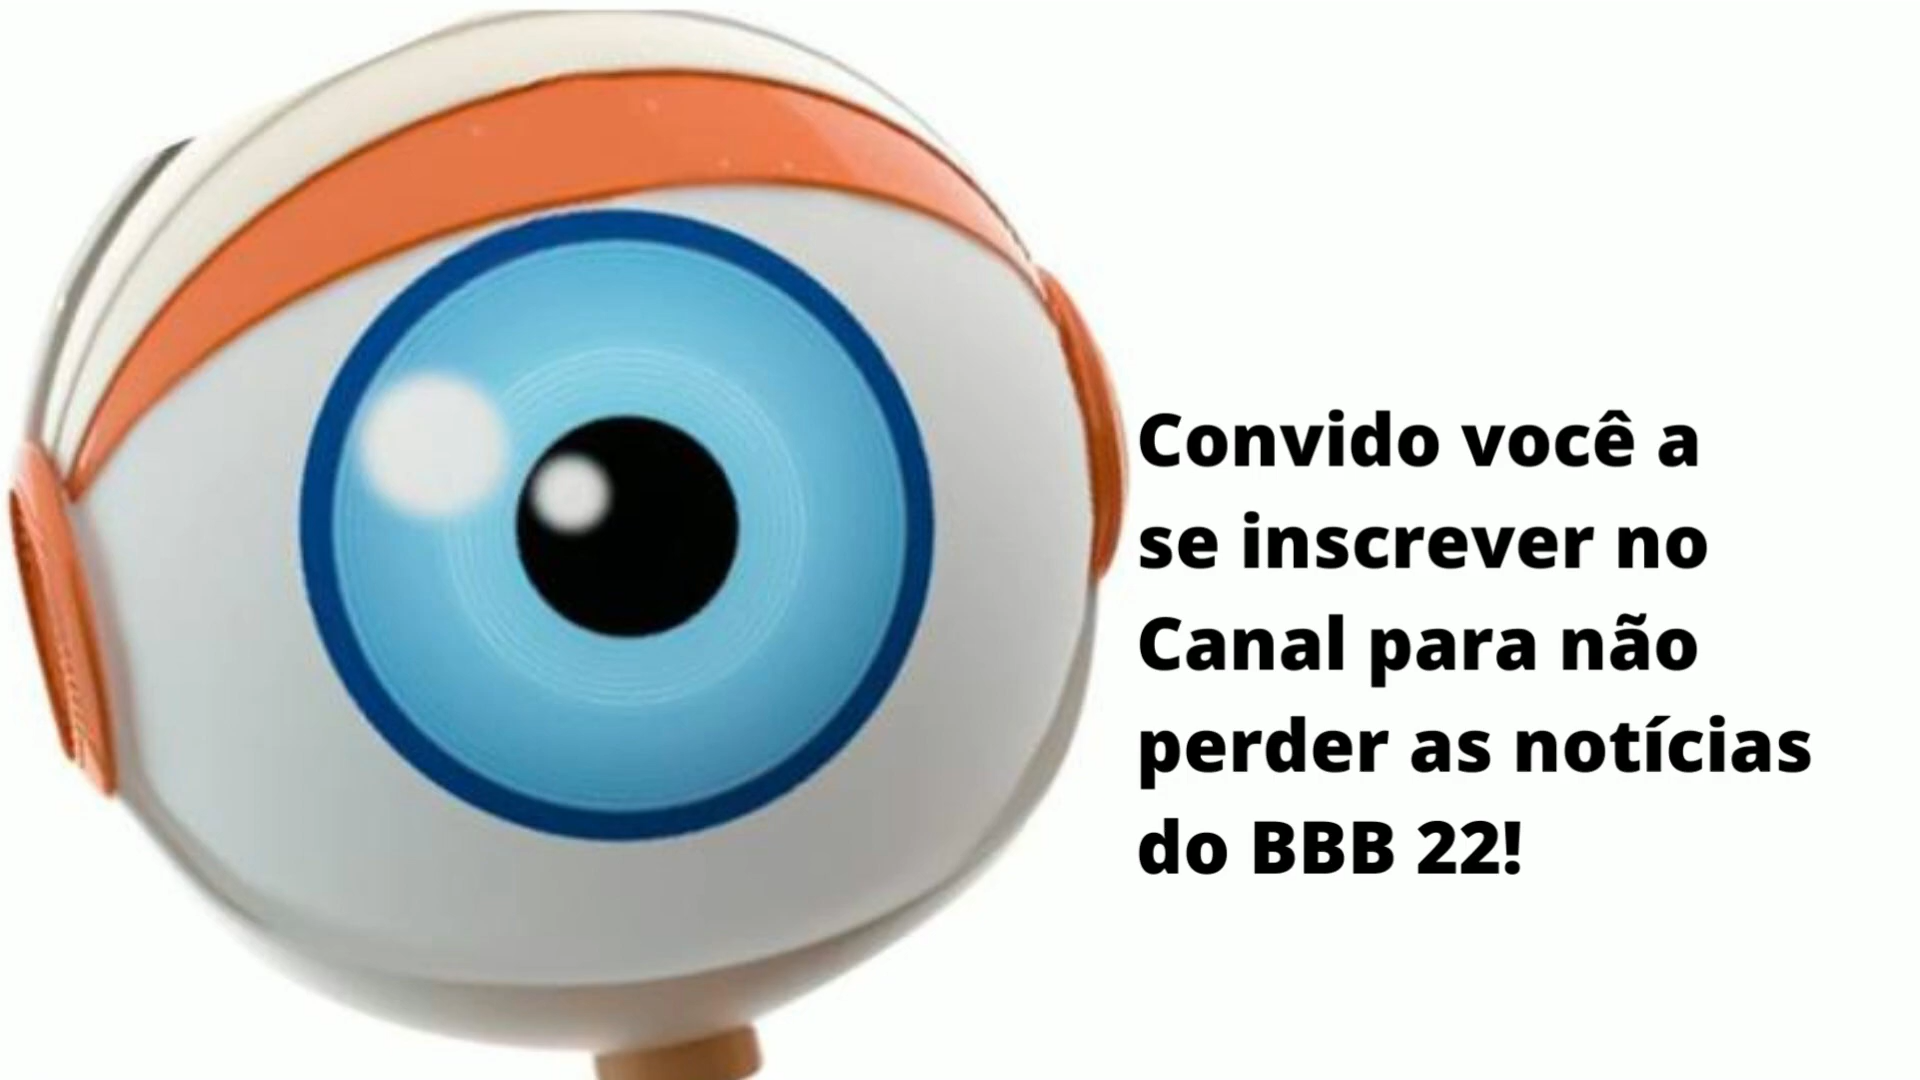 Convido você a
se inscrever no
Canal para não
perder as notícias
do BBB 22!